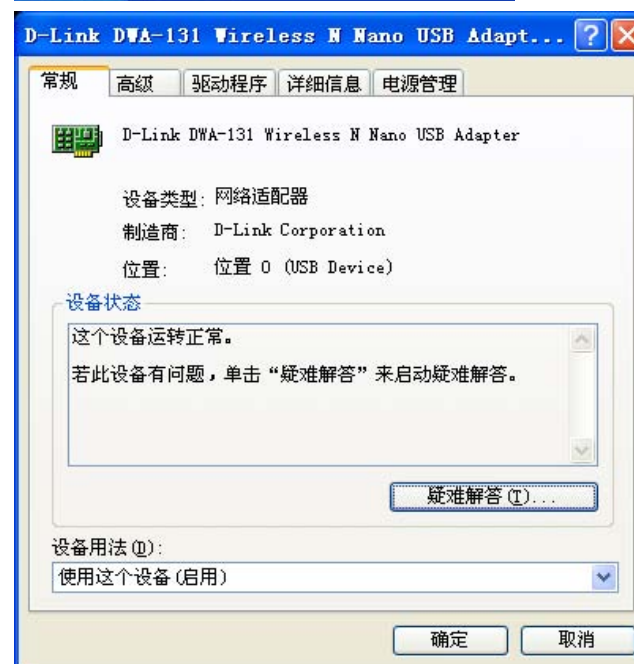 D-Link DWA-131 Wireless N Nano USB Adapt...
常规 高级 驱动程序 详细信息 电源管理
D-Link DWA-131 Wireless N Nano USB Adapter
设备类型: 网络适配器
制造商: D-Link Corporation
位置: 位置 0 (USB Device)
设备状态
这个设备运转正常。
若此设备有问题，单击“疑难解答”来启动疑难解答。
疑难解答(T)...
设备用法(D):
使用这个设备(启用)
确定 取消